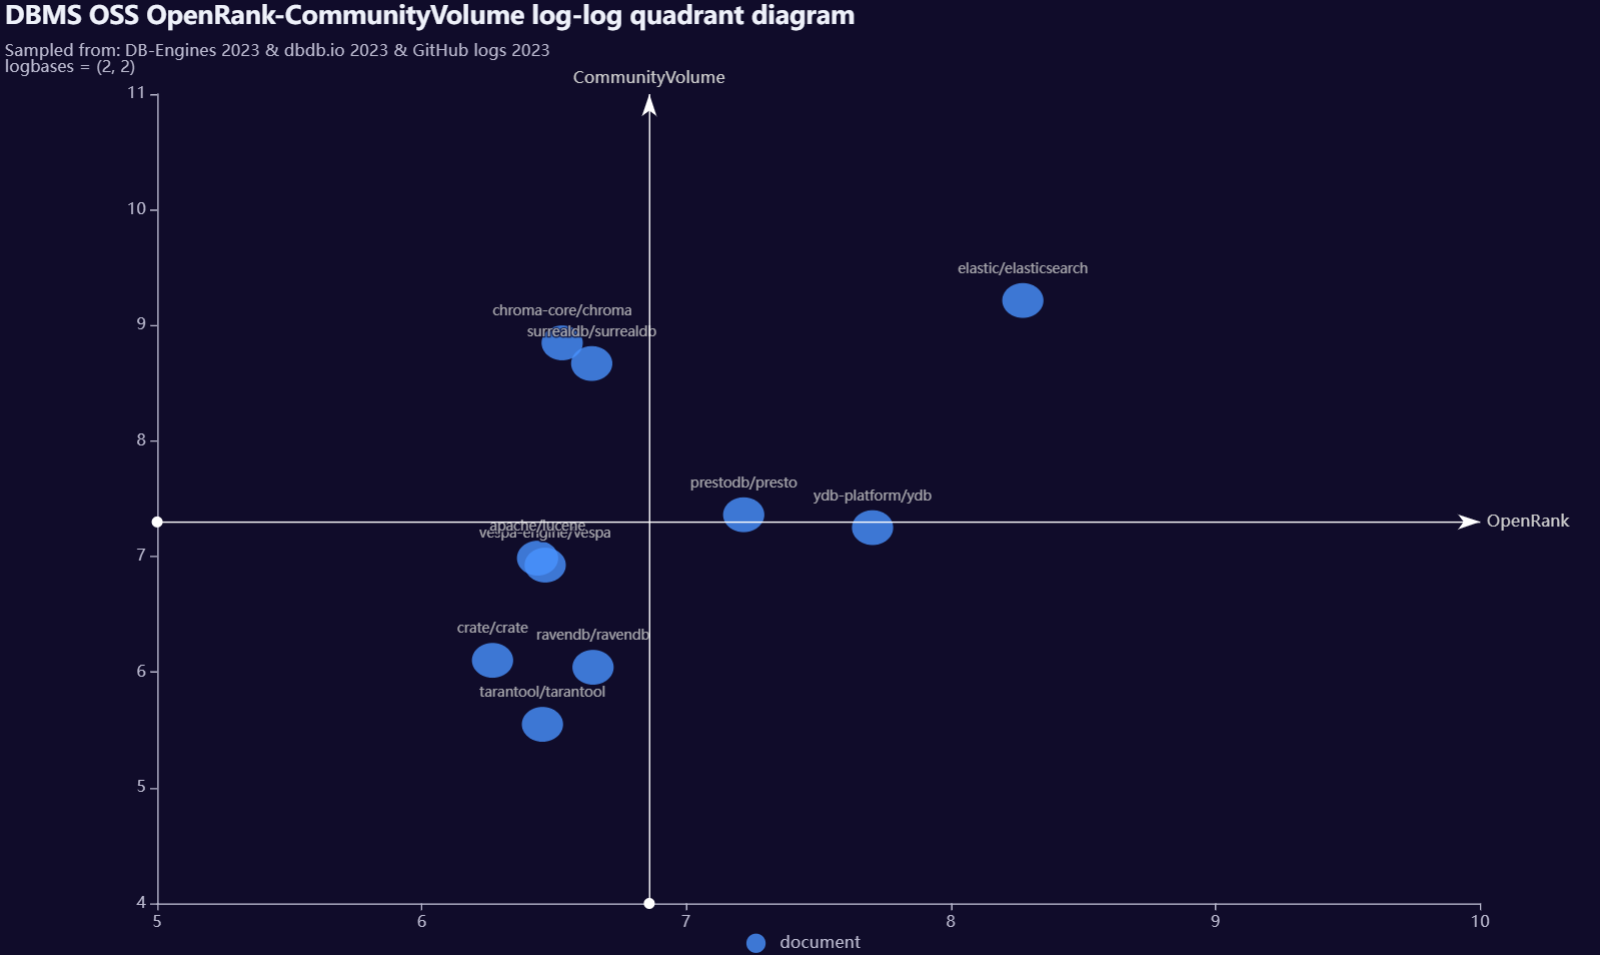 DBMS OSS OpenRank-CommunityVolume log-log quadrant diagram
Sampled from: DB-Engines 2023 & dbdb.io 2023 & GitHub logs 2023
logbases = (2, 2)
CommunityVolume
11
10
elastic/elasticsearch
chroma-core/chroma
9
surrealdb/surrealdb
8
prestodb/presto
ydb-platform/ydb
OpenRank
apache/lucene
vespa-engine/vespa
7
crate/crate
ravendb/ravendb
6
tarantool/tarantool
5
4
5 6 7 8 9 10
document